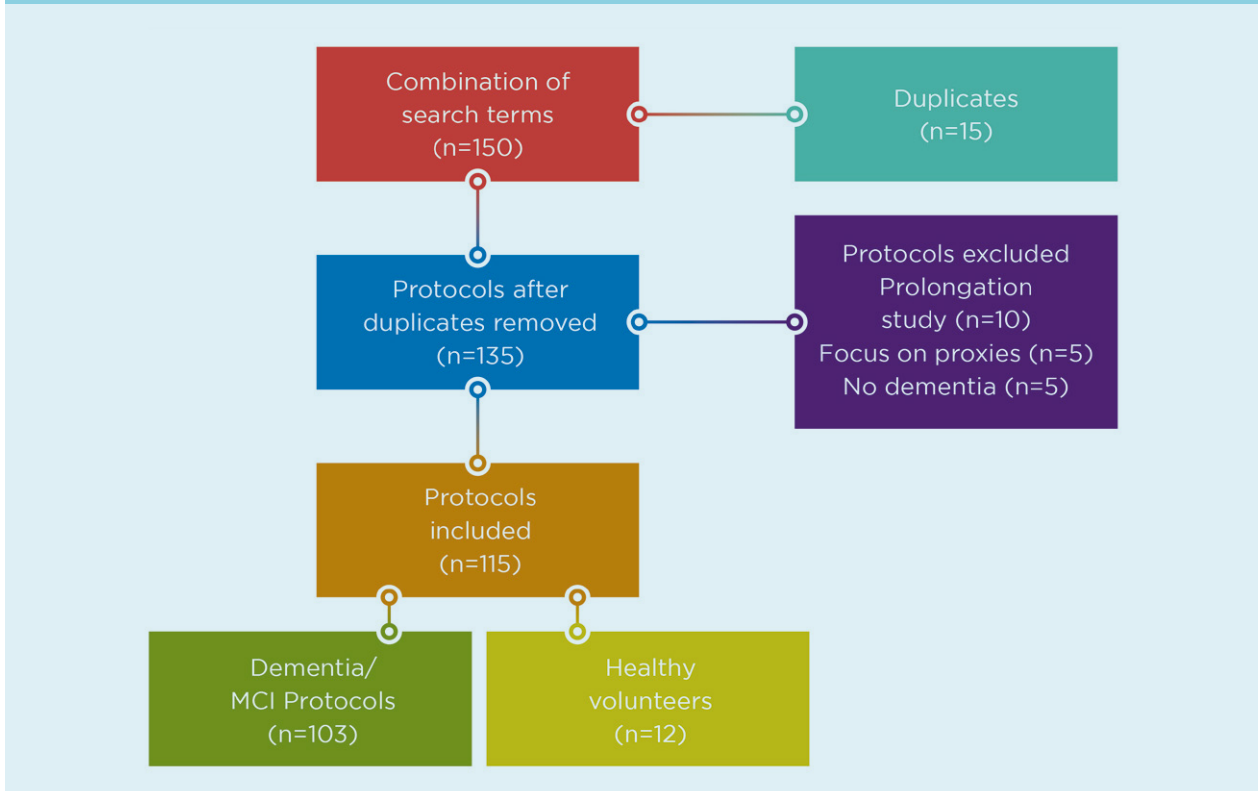 Combination of
search terms
(n=150)
Duplicates
(n=15)
Protocols after
duplicates removed
(n=135)
Protocols excluded
Prolongation
study (n=10)
Focus on proxies (n=5)
No dementia (n=5)
Protocols
included
(n=115)
Dementia/
MCI Protocols
(n=103)
Healthy
volunteers
(n=12)